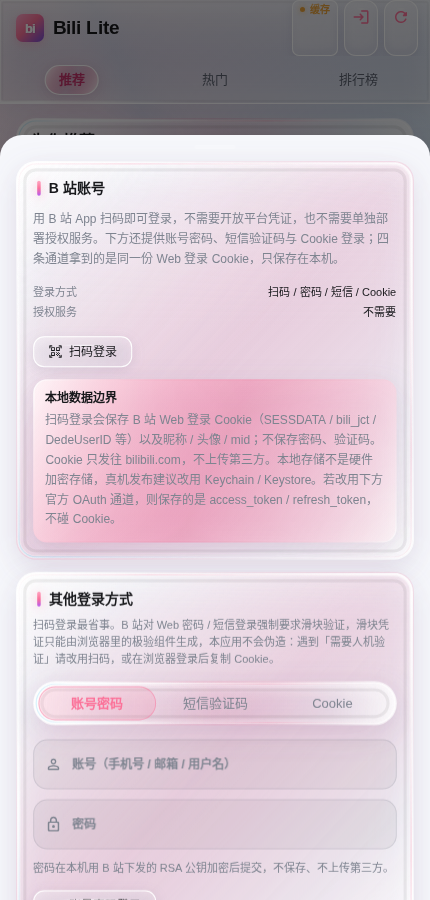 bi Bili Lite
缓存
推荐 热门 排行榜
B 站账号
用 B 站 App 扫码即可登录，不需要开放平台凭证，也不需要单独部
署授权服务。下方还提供账号密码、短信验证码与 Cookie 登录；四
条通道拿到的是同一份 Web 登录 Cookie，只保存在本机。
登录方式 扫码 / 密码 / 短信 / Cookie
授权服务 不需要
扫码登录
本地数据边界
扫码登录会保存 B 站 Web 登录 Cookie（SESSDATA / bili_jct /
DedeUserID 等）以及昵称 / 头像 / mid；不保存密码、验证码。
Cookie 只发往 bilibili.com，不上传第三方。本地存储不是硬件
加密存储，真机发布建议改用 Keychain / Keystore。若改用下方
官方 OAuth 通道，则保存的是 access_token / refresh_token，
不碰 Cookie。
其他登录方式
扫码登录最省事。B 站对 Web 密码 / 短信登录强制要求滑块验证，滑块凭
证只能由浏览器里的极验组件生成，本应用不会伪造：遇到「需要人机验
证」请改用扫码，或在浏览器登录后复制 Cookie。
账号密码 短信验证码 Cookie
账号（手机号 / 邮箱 / 用户名）
密码
密码在本机用 B 站下发的 RSA 公钥加密后提交，不保存、不上传第三方。